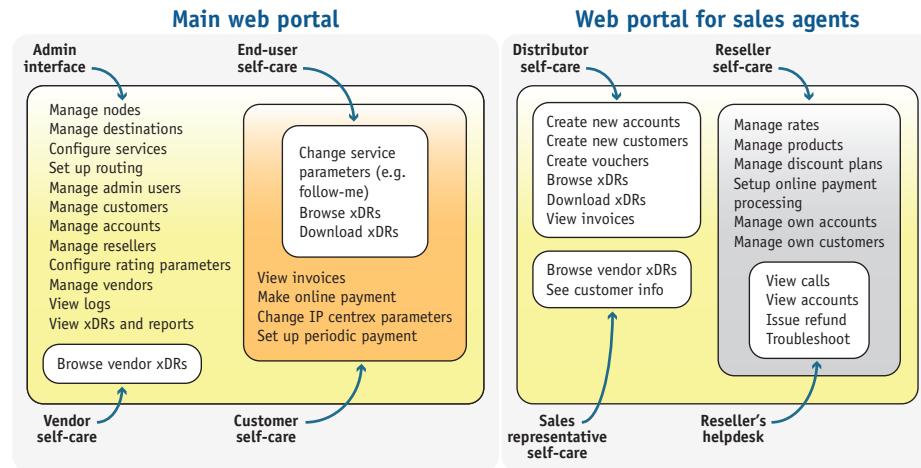 Main web portal
Admin
interface
End-user
self-care
Manage nodes
Manage destinations
Configure services
Set up routing
Manage admin users
Manage customers
Manage accounts
Manage resellers
Configure rating parameters
Manage vendors
View logs
View xDRs and reports
Browse vendor xDRs
Change service
parameters (e.g.
follow-me)
Browse xDRs
Download xDRs
View invoices
Make online payment
Change IP centrex parameters
Set up periodic payment
Vendor
self-care
Customer
self-care
Web portal for sales agents
Distributor
self-care
Reseller
self-care
Create new accounts
Create new customers
Create vouchers
Browse xDRs
Download xDRs
View invoices
Browse vendor xDRs
See customer info
Manage rates
Manage products
Manage discount plans
Setup online payment
processing
Manage own accounts
Manage own customers
View calls
View accounts
Issue refund
Troubleshoot
Sales
representative
self-care
Reseller's
helpdesk